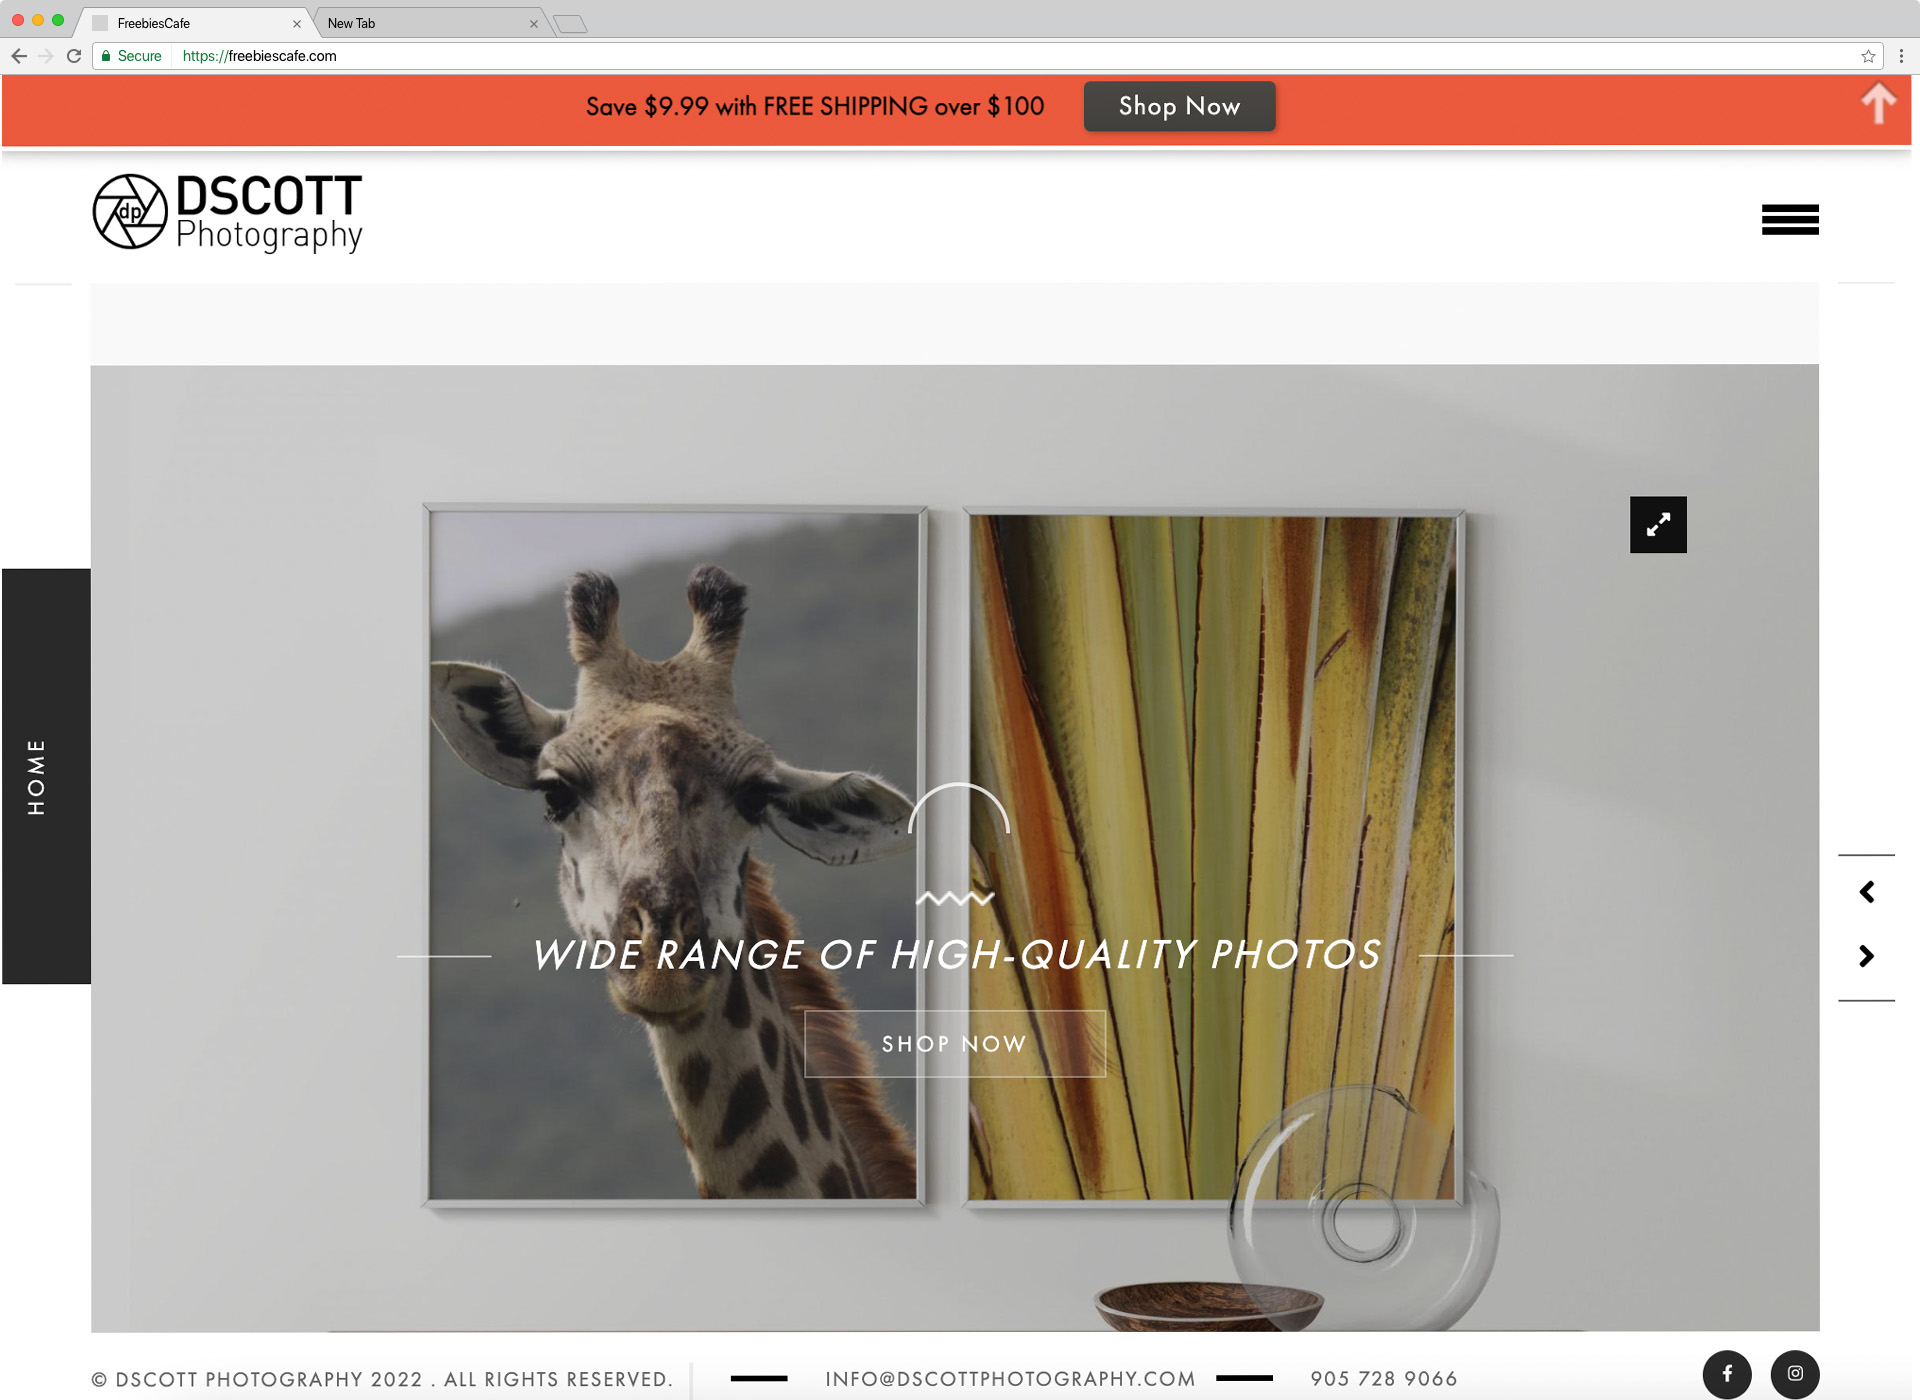 FreebiesCafe
New Tab
Secure
https://freebiescafe.com
Save $9.99 with FREE SHIPPING over $100
Shop Now
dp
DSCOTT
Photography
HOME
WIDE RANGE OF HIGH-QUALITY PHOTOS
SHOP NOW
© DSCOTT PHOTOGRAPHY 2022 . ALL RIGHTS RESERVED.
INFO@DSCOTTPHOTOGRAPHY.COM
905 728 9066